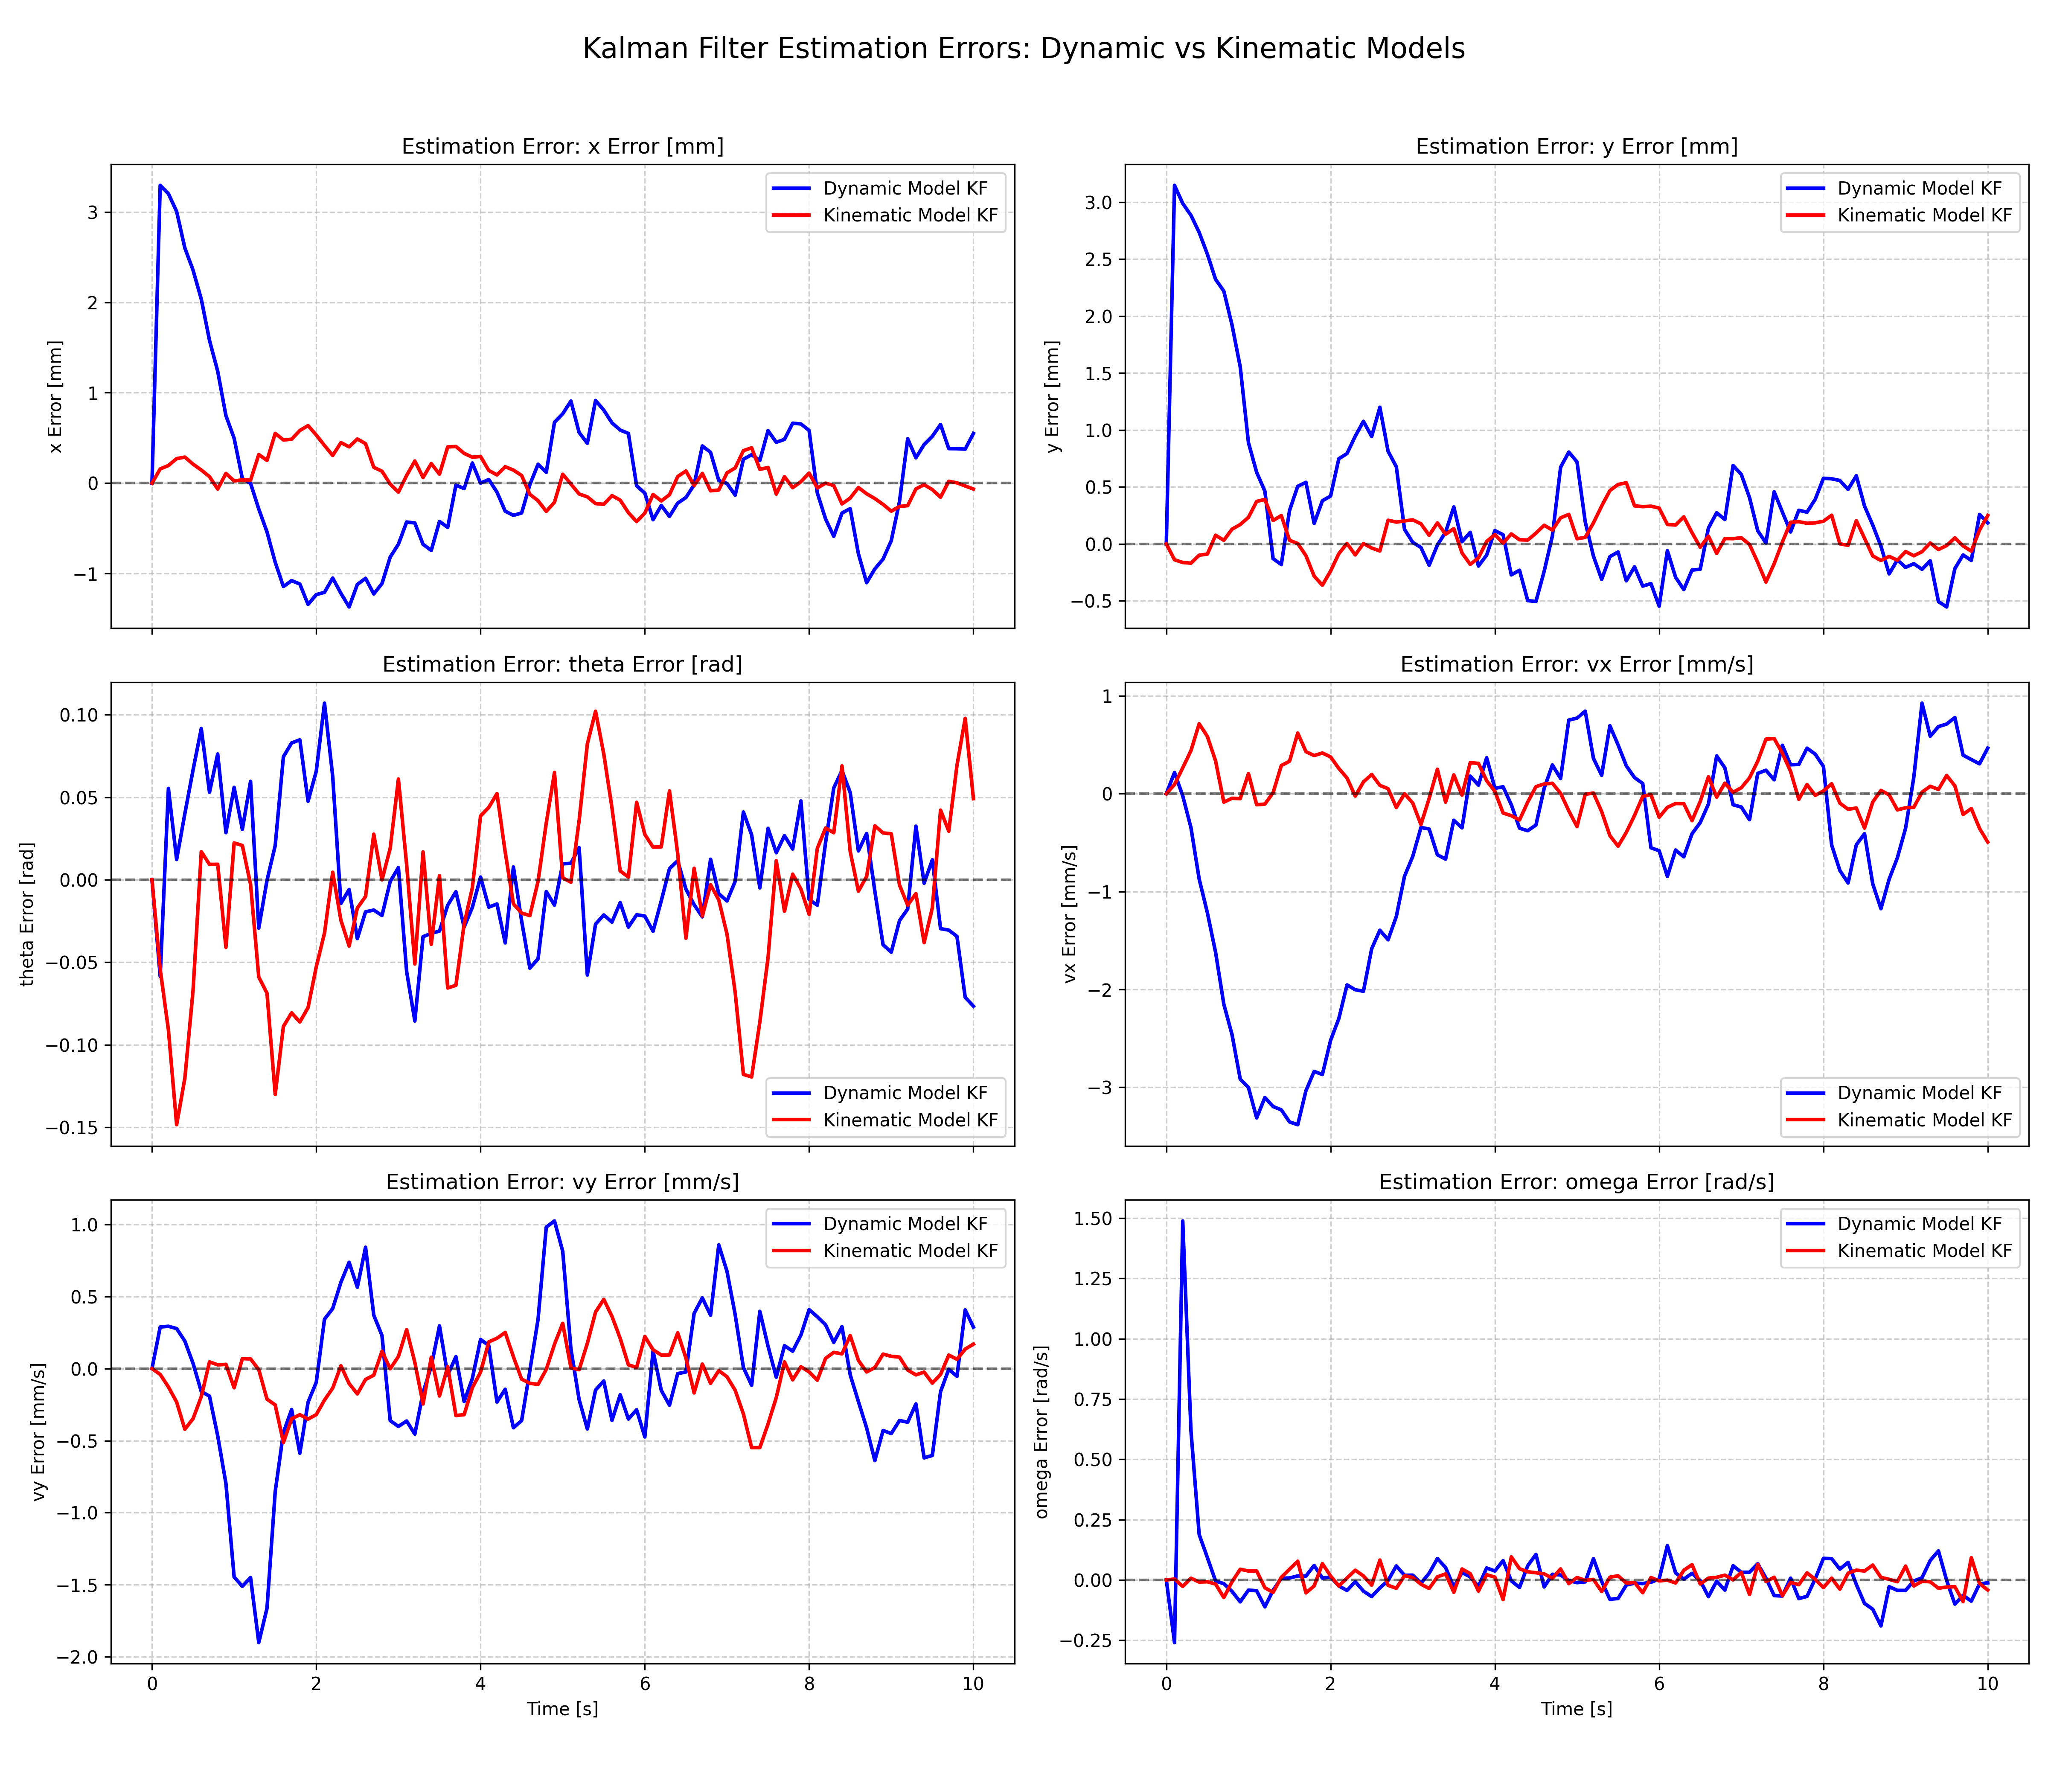 Kalman Filter Estimation Errors: Dynamic vs Kinematic Models
Estimation Error: x Error [mm]
x Error [mm]
3
2
1
0
−1
Dynamic Model KF
Kinematic Model KF
Estimation Error: y Error [mm]
y Error [mm]
3.0
2.5
2.0
1.5
1.0
0.5
0.0
−0.5
Dynamic Model KF
Kinematic Model KF
Estimation Error: theta Error [rad]
theta Error [rad]
0.10
0.05
0.00
−0.05
−0.10
−0.15
Dynamic Model KF
Kinematic Model KF
Estimation Error: vx Error [mm/s]
vx Error [mm/s]
1
0
−1
−2
−3
Dynamic Model KF
Kinematic Model KF
Estimation Error: vy Error [mm/s]
vy Error [mm/s]
1.0
0.5
0.0
−0.5
−1.0
−1.5
−2.0
Dynamic Model KF
Kinematic Model KF
0 2 4 6 8 10
Time [s]
Estimation Error: omega Error [rad/s]
omega Error [rad/s]
1.50
1.25
1.00
0.75
0.50
0.25
0.00
−0.25
Dynamic Model KF
Kinematic Model KF
0 2 4 6 8 10
Time [s]